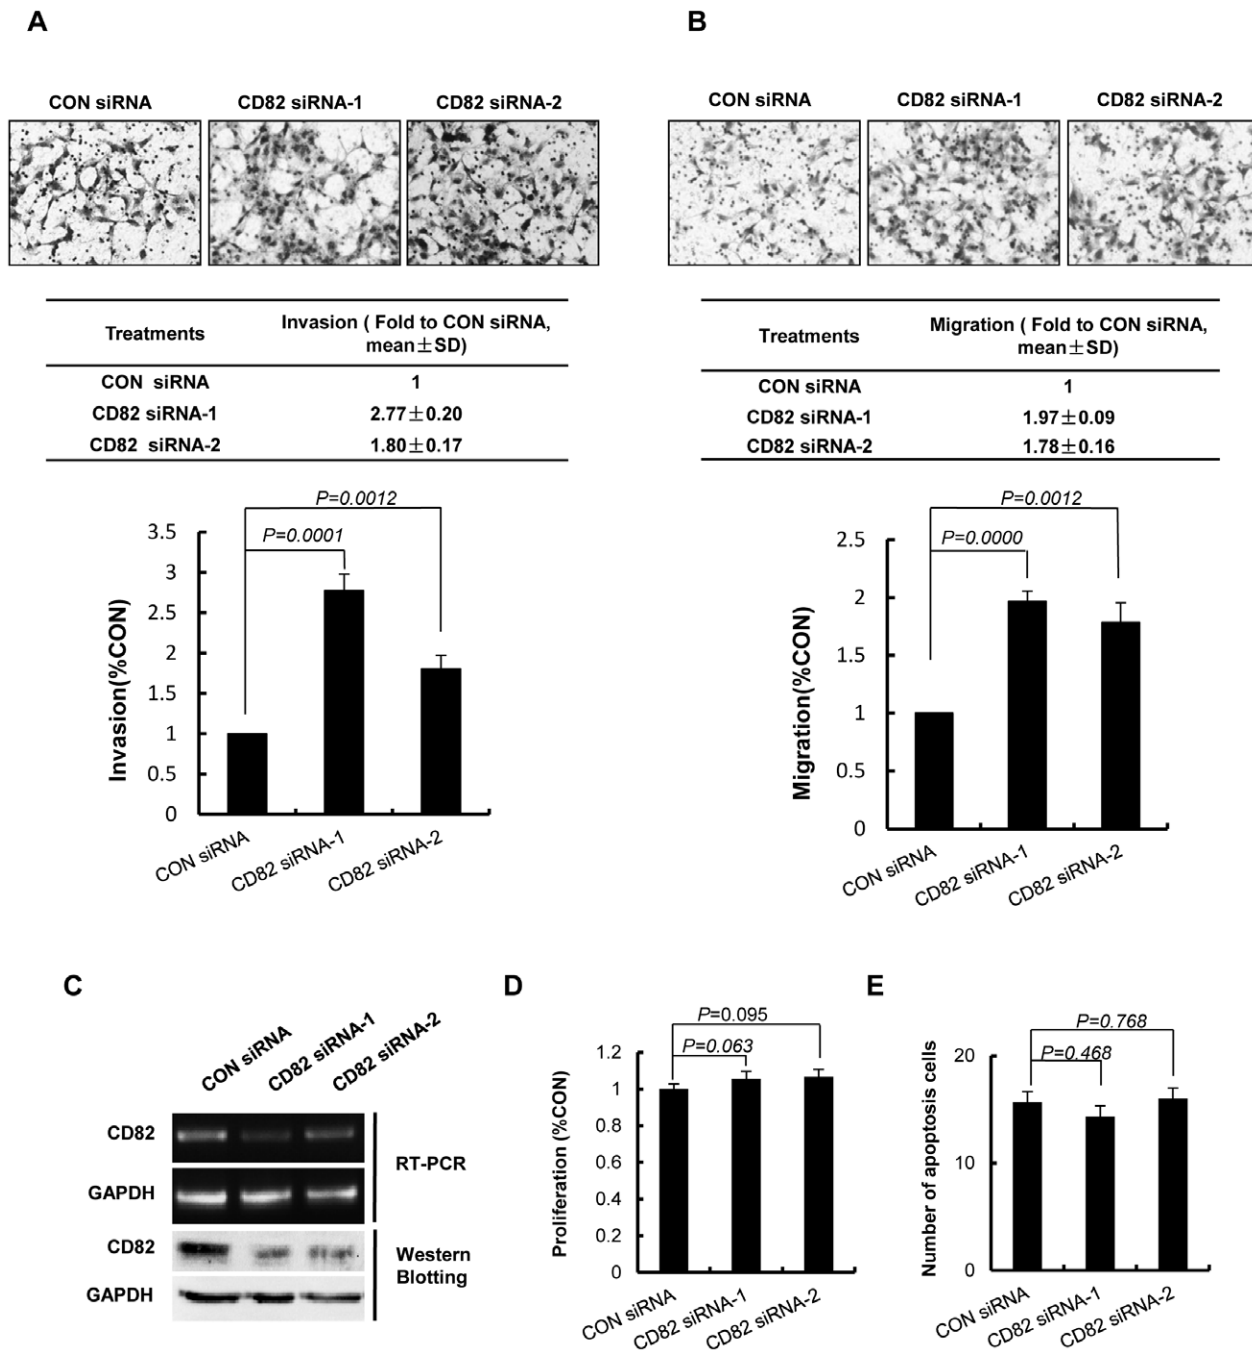 A
CON siRNA
CD82 siRNA-1
CD82 siRNA-2
Treatments
Invasion ( Fold to CON siRNA,
mean±SD)
CON siRNA
1
CD82 siRNA-1
2.77±0.20
CD82 siRNA-2
1.80±0.17
P=0.0012
P=0.0001
Invasion(%CON)
3.5
3
2.5
2
1.5
1
0.5
0
CON siRNA
CD82 siRNA-1
CD82 siRNA-2
B
CON siRNA
CD82 siRNA-1
CD82 siRNA-2
Treatments
Migration ( Fold to CON siRNA,
mean±SD)
CON siRNA
1
CD82 siRNA-1
1.97±0.09
CD82 siRNA-2
1.78±0.16
P=0.0012
P=0.0000
Migration(%CON)
2.5
2
1.5
1
0.5
0
CON siRNA
CD82 siRNA-1
CD82 siRNA-2
C
CON siRNA
CD82 siRNA-1
CD82 siRNA-2
CD82
GAPDH
RT-PCR
CD82
GAPDH
Western
Blotting
D
P=0.095
P=0.063
Proliferation (%CON)
1.2
1
0.8
0.6
0.4
0.2
0
CON siRNA
CD82 siRNA-1
CD82 siRNA-2
E
P=0.768
P=0.468
Number of apoptosis cells
20
10
0
CON siRNA
CD82 siRNA-1
CD82 siRNA-2